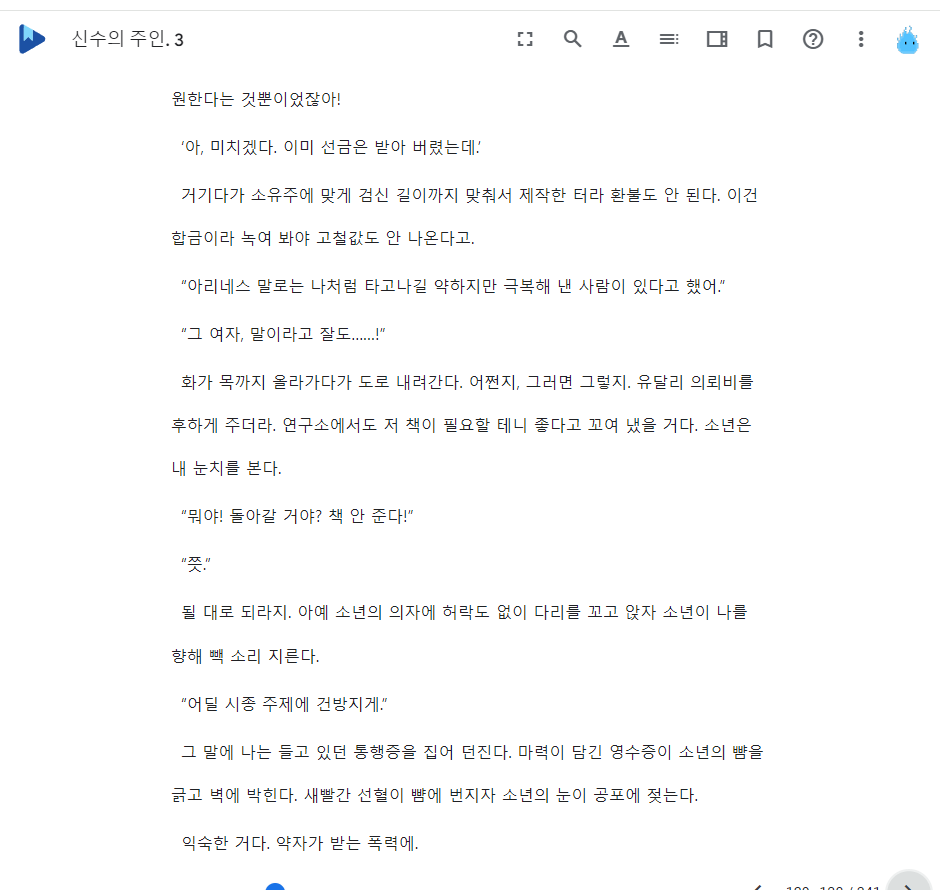 신수의 주인. 3
원한다는 것뿐이었잖아!
‘아, 미치겠다. 이미 선금은 받아 버렸는데.’
거기다가 소유주에 맞게 검신 길이까지 맞춰서 제작한 터라 환불도 안 된다. 이건
합금이라 녹여 봐야 고철값도 안 나온다고.
“아리네스 말로는 나처럼 타고나길 약하지만 극복해 낸 사람이 있다고 했어.”
“그 여자, 말이라고 잘도……!”
화가 목까지 올라가다가 도로 내려간다. 어쩐지, 그러면 그렇지. 유달리 의뢰비를
후하게 주더라. 연구소에서도 저 책이 필요할 테니 좋다고 꼬여 냈을 거다. 소년은
내 눈치를 본다.
“뭐야! 돌아갈 거야? 책 안 준다!”
“쯧.”
될 대로 되라지. 아예 소년의 의자에 허락도 없이 다리를 꼬고 앉자 소년이 나를
향해 빽 소리 지른다.
“어딜 시종 주제에 건방지게.”
그 말에 나는 들고 있던 통행증을 집어 던진다. 마력이 담긴 영수증이 소년의 뺨을
긁고 벽에 박힌다. 새빨간 선혈이 뺨에 번지자 소년의 눈이 공포에 젖는다.
익숙한 거다. 약자가 받는 폭력에.